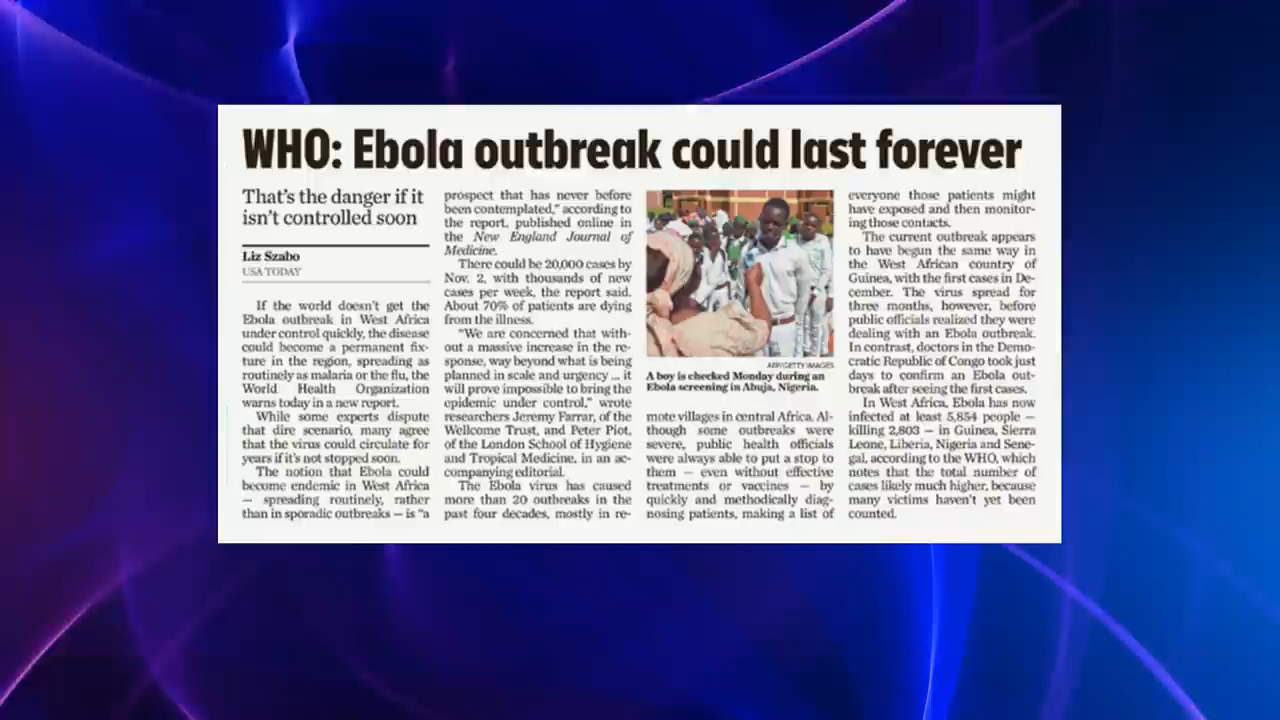 WHO: Ebola outbreak could last forever
That's the danger if it
isn't controlled soon
Liz Szabo
USA TODAY
If the world doesn't get the
Ebola outbreak in West Africa
under control quickly, the disease
could become a permanent fix-
ture in the region, spreading as
routinely as malaria or the flu, the
World Health Organization
warns today in a new report.
While some experts dispute
that dire scenario, many agree
that the virus could circulate for
years if it's not stopped soon.
The notion that Ebola could
become endemic in West Africa
— spreading routinely, rather
than in sporadic outbreaks — is "a
prospect that has never before
been contemplated," according to
the report, published online in
the New England Journal of
Medicine.
There could be 20,000 cases by
Nov. 2, with thousands of new
cases per week, the report said.
About 70% of patients are dying
from the illness.
"We are concerned that with-
out a massive increase in the re-
sponse, way beyond what is being
planned in scale and urgency ... it
will prove impossible to bring the
epidemic under control," wrote
researchers Jeremy Farrar, of the
Wellcome Trust, and Peter Piot,
of the London School of Hygiene
and Tropical Medicine, in an ac-
companying editorial.
The Ebola virus has caused
more than 20 outbreaks in the
past four decades, mostly in re-
AFP/GETTY IMAGES
A boy is checked Monday during an
Ebola screening in Abuja, Nigeria.
mote villages in central Africa. Al-
though some outbreaks were
severe, public health officials
were always able to put a stop to
them — even without effective
treatments or vaccines — by
quickly and methodically diag-
nosing patients, making a list of
everyone those patients might
have exposed and then monitor-
ing those contacts.
The current outbreak appears
to have begun the same way in
the West African country of
Guinea, with the first cases in De-
cember. The virus spread for
three months, however, before
public officials realized they were
dealing with an Ebola outbreak.
In contrast, doctors in the Demo-
cratic Republic of Congo took just
days to confirm an Ebola out-
break after seeing the first cases.
In West Africa, Ebola has now
infected at least 5,854 people —
killing 2,803 — in Guinea, Sierra
Leone, Liberia, Nigeria and Sene-
gal, according to the WHO, which
notes that the total number of
cases likely much higher, because
many victims haven't yet been
counted.